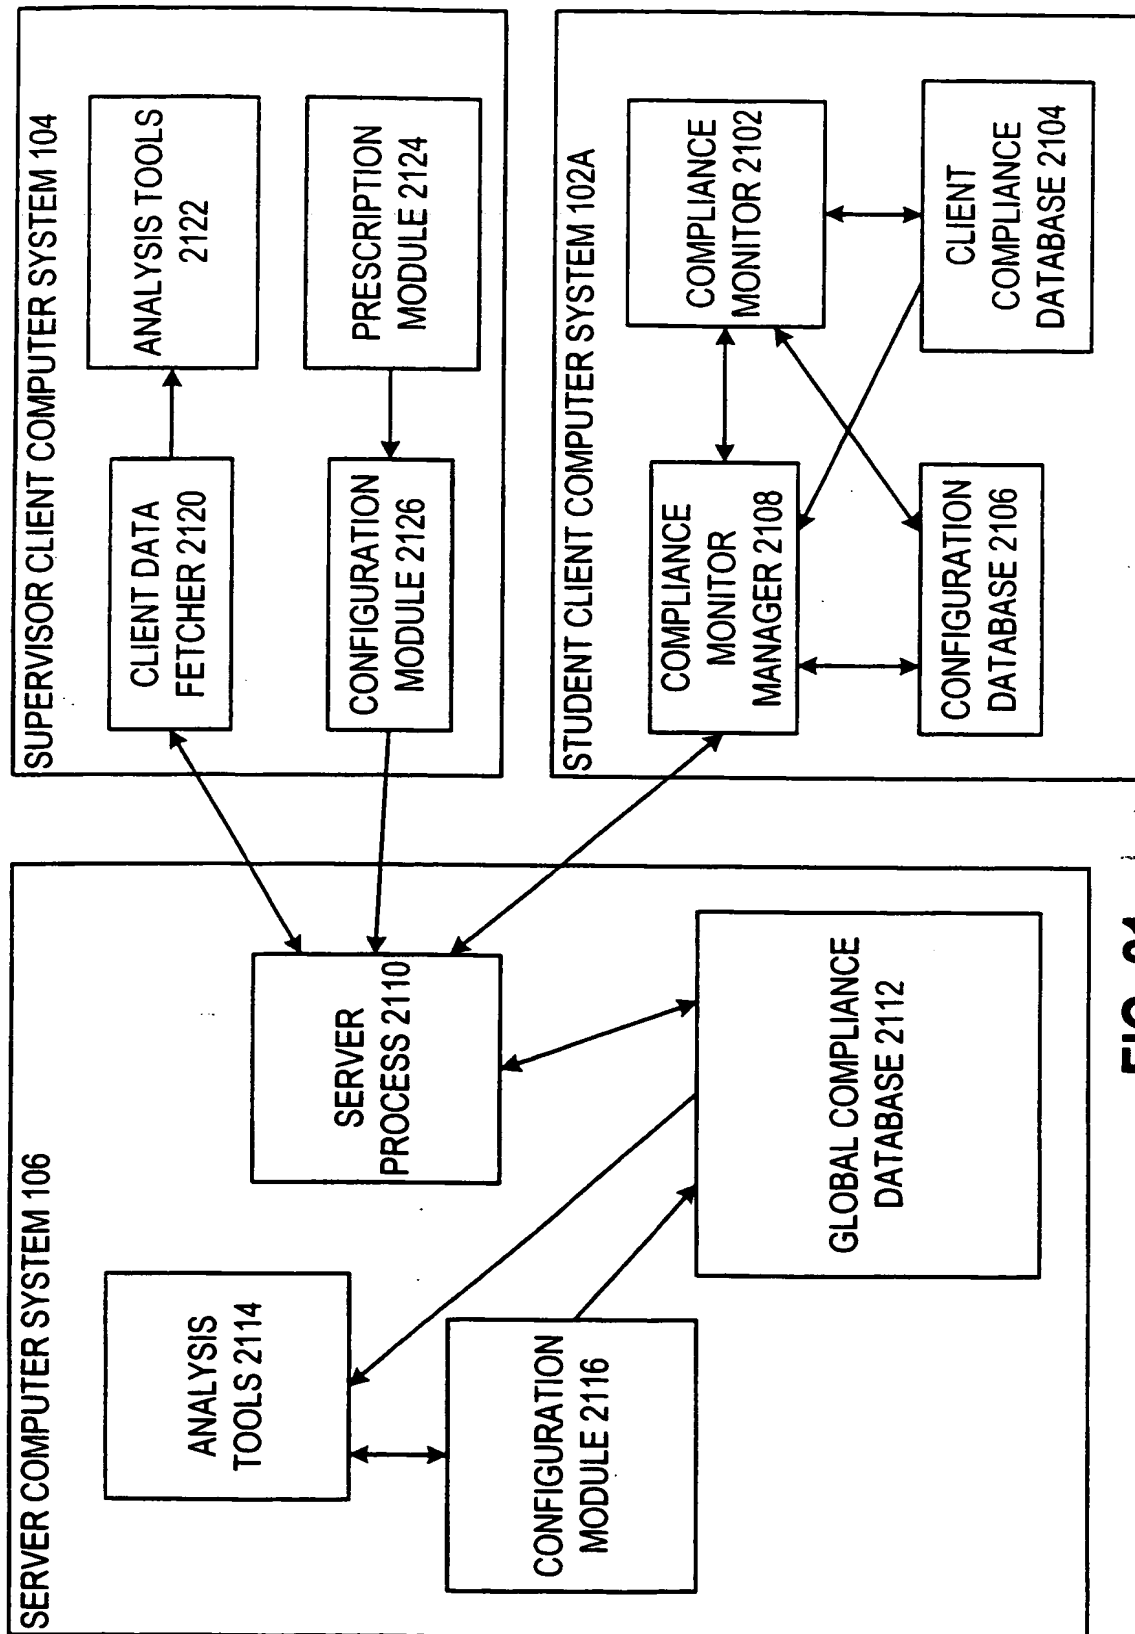 SERVER COMPUTER SYSTEM 106
ANALYSIS
TOOLS 2114
CONFIGURATION
MODULE 2116
SERVER
PROCESS 2110
GLOBAL COMPLIANCE
DATABASE 2112
SUPERVISOR CLIENT COMPUTER SYSTEM 104
CLIENT DATA
FETCHER 2120
ANALYSIS TOOLS
2122
CONFIGURATION
MODULE 2126
PRESCRIPTION
MODULE 2124
STUDENT CLIENT COMPUTER SYSTEM 102A
COMPLIANCE
MONITOR
MANAGER 2108
COMPLIANCE
MONITOR 2102
CONFIGURATION
DATABASE 2106
CLIENT
COMPLIANCE
DATABASE 2104